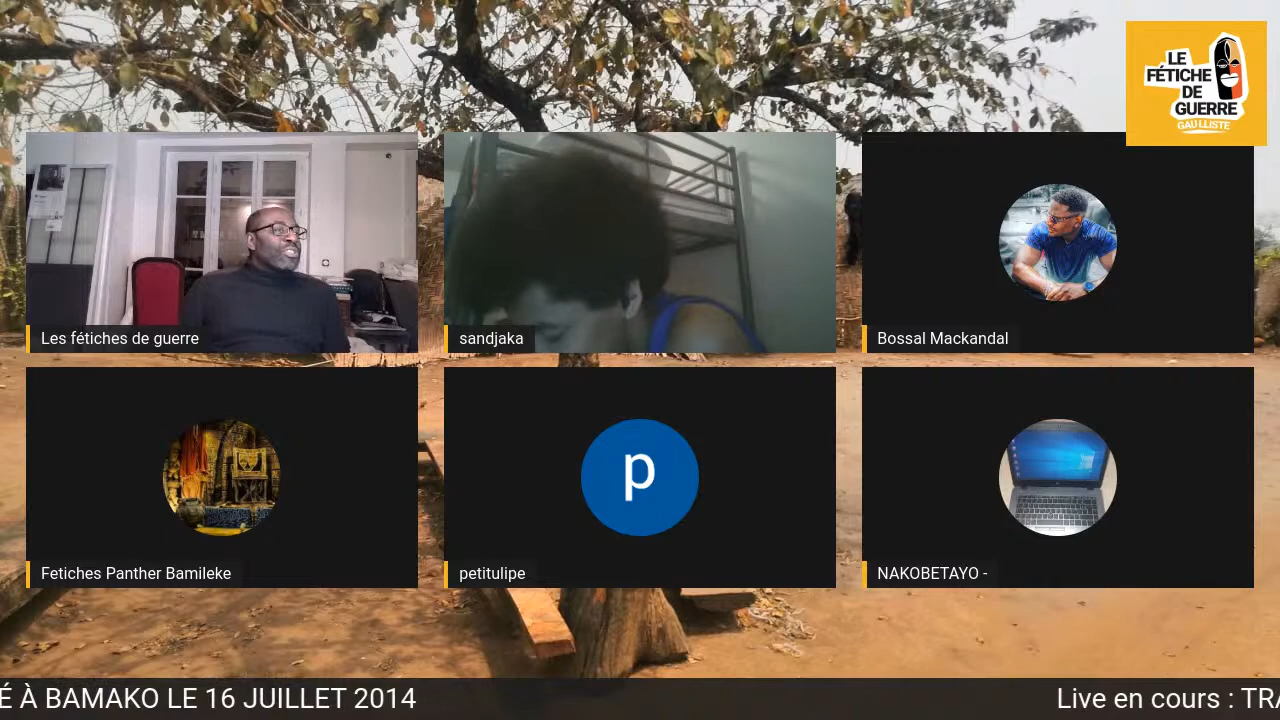 LE
FÉTICHE
DE
GUERRE
GAULLISTE
Les fétiches de guerre
sandjaka
Bossal Mackandal
Fetiches Panther Bamileke
p
petitulipe
NAKOBETAYO -
É À BAMAKO LE 16 JUILLET 2014
Live en cours : TRA